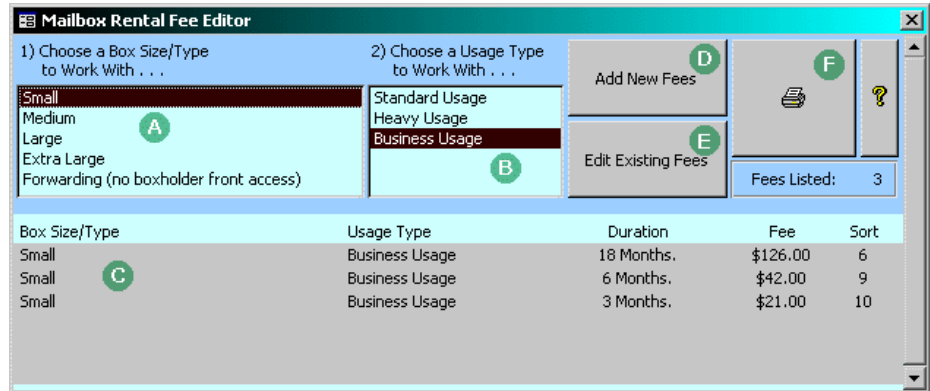 Mailbox Rental Fee Editor
1) Choose a Box Size/Type
to Work With . . .
2) Choose a Usage Type
to Work With . . .
Small
Medium
Large
Extra Large
Forwarding (no boxholder front access)
A
Standard Usage
Heavy Usage
Business Usage
B
Add New Fees
D
Edit Existing Fees
E
F
?
Fees Listed: 3
Box Size/Type Usage Type Duration Fee Sort
Small Business Usage 18 Months. $126.00 6
Small Business Usage 6 Months. $42.00 9
Small Business Usage 3 Months. $21.00 10
C